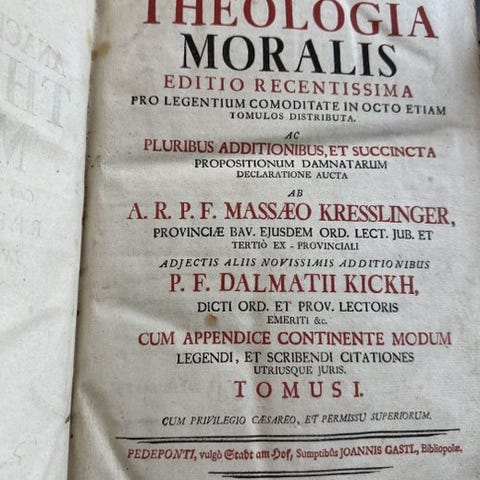 THEOLOGIA
MORALIS
EDITIO RECENTISSIMA
PRO LEGENTIUM COMODITATE IN OCTO ETIAM
TOMULOS DISTRIBUTA.
AC
PLURIBUS ADDITIONIBUS, ET SUCCINCTA
PROPOSITIONUM DAMNATARUM
DECLARATIONE AUCTA
AB
A. R. P. F. MASSÆO KRESSLINGER,
PROVINCIÆ BAV. EJUSDEM ORD. LECT. JUB. ET
TERTIÒ EX - PROVINCIALI
ADJECTIS ALIIS NOVISSIMIS ADDITIONIBUS
P. F. DALMATII KICKH,
DICTI ORD. ET PROV. LECTORIS
EMERITI &c.
CUM APPENDICE CONTINENTE MODUM
LEGENDI, ET SCRIBENDI CITATIONES
UTRIUSQUE JURIS.
TOMUS I.
CUM PRIVILEGIO CÆSAREO, ET PERMISSU SUPERIORUM.
PEDEPONTI, vulgò Stadt am Hof, Sumptibus JOANNIS GASTL, Bibliopolæ.